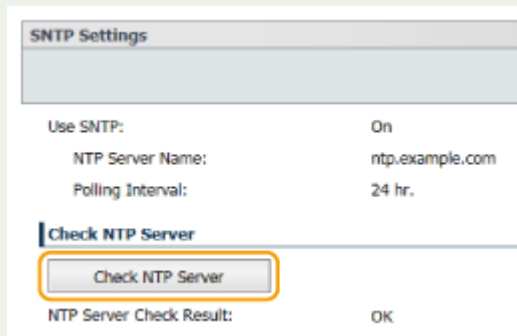 SNTP Settings
Use SNTP: On
NTP Server Name: ntp.example.com
Polling Interval: 24 hr.
Check NTP Server
Check NTP Server
NTP Server Check Result: OK